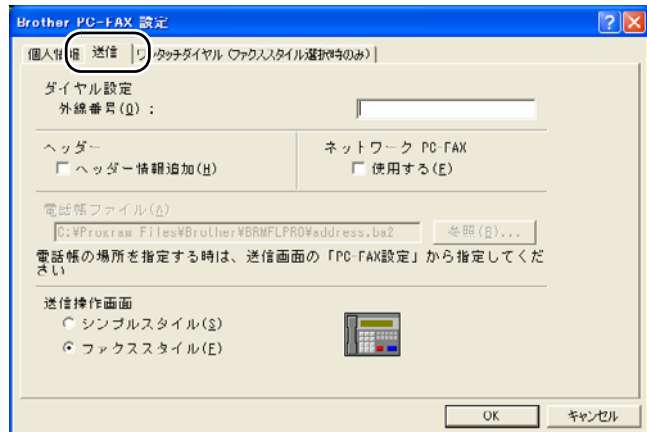 Brother PC-FAX 設定
個人情報 送信 ワンタッチダイヤル (ファクススタイル選択時のみ)
ダイヤル設定
外線番号(O) :
ヘッダー ネットワーク PC-FAX
ヘッダー情報追加(H) 使用する(E)
電話帳ファイル(A)
C:¥Program Files¥Brother¥BRMFLPRO¥address.ba2 参照(B)...
電話帳の場所を指定する時は、送信画面の「PC-FAX設定」から指定してくだ
さい
送信操作画面
シンプルスタイル(S)
ファクススタイル(F)
OK キャンセル